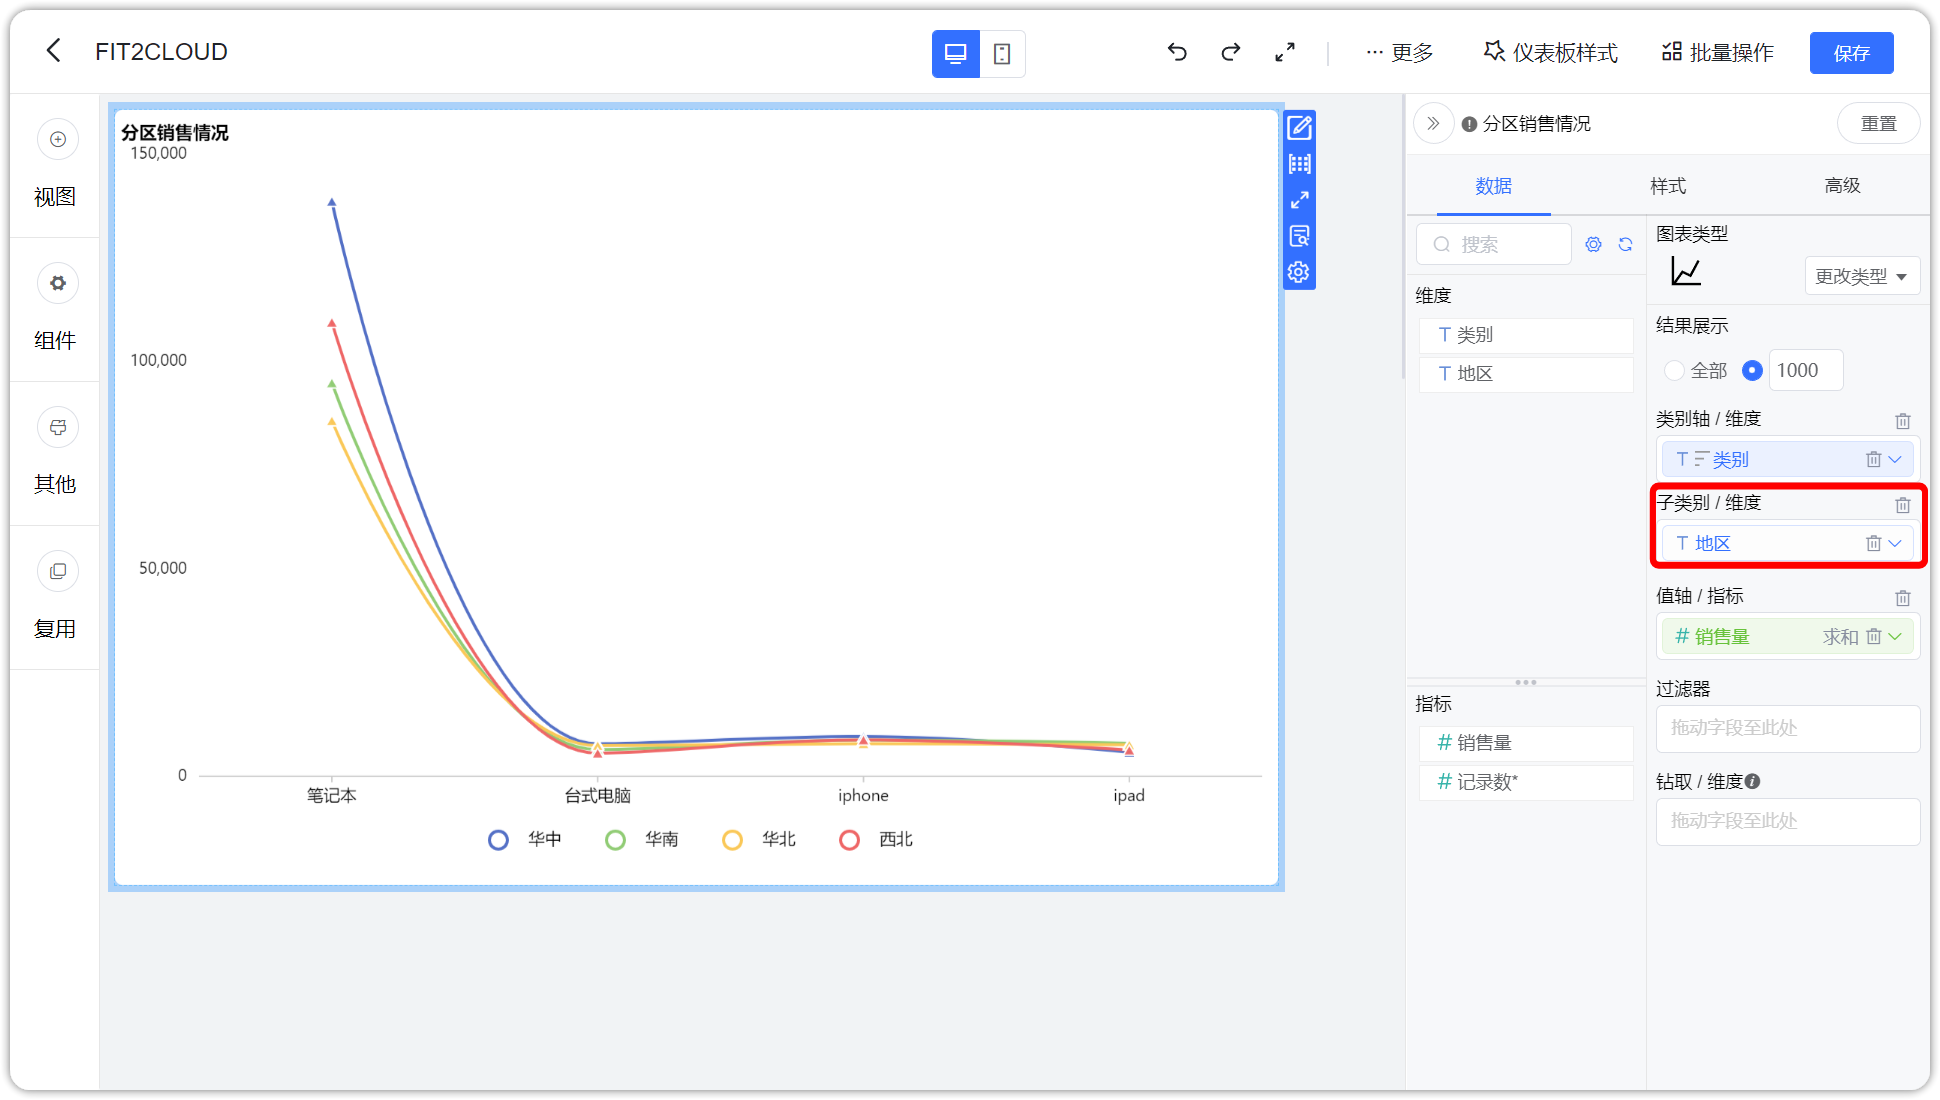 FIT2CLOUD
更多
仪表板样式
批量操作
保存
视图
组件
其他
复用
分区销售情况
150,000
100,000
50,000
0
笔记本
台式电脑
iphone
ipad
华中
华南
华北
西北
分区销售情况
重置
数据
样式
高级
搜索
维度
T 类别
T 地区
指标
# 销售量
# 记录数*
图表类型
更改类型
结果展示
全部
1000
类别轴 / 维度
T 类别
子类别 / 维度
T 地区
值轴 / 指标
# 销售量 求和
过滤器
拖动字段至此处
钻取 / 维度
拖动字段至此处